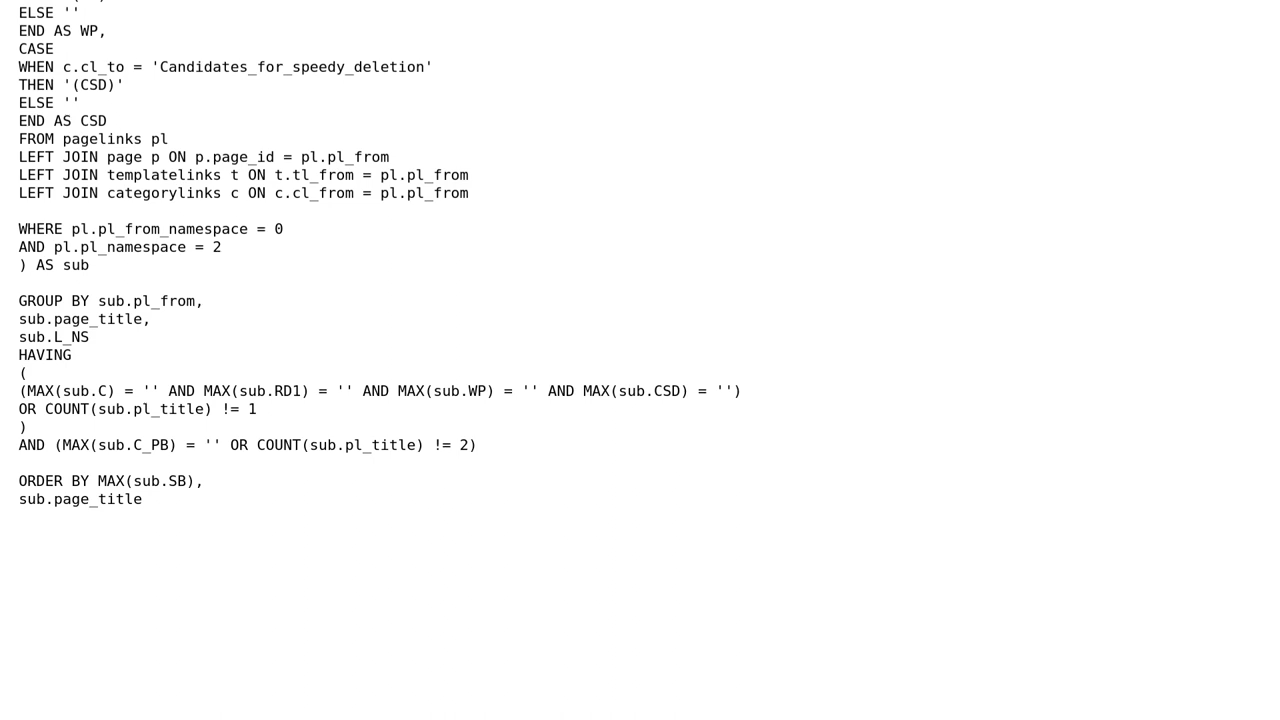 ELSE ''
END AS WP,
CASE
WHEN c.cl_to = 'Candidates_for_speedy_deletion'
THEN '(CSD)'
ELSE ''
END AS CSD
FROM pagelinks pl
LEFT JOIN page p ON p.page_id = pl.pl_from
LEFT JOIN templatelinks t ON t.tl_from = pl.pl_from
LEFT JOIN categorylinks c ON c.cl_from = pl.pl_from

WHERE pl.pl_from_namespace = 0
AND pl.pl_namespace = 2
) AS sub

GROUP BY sub.pl_from,
sub.page_title,
sub.L_NS
HAVING
(
(MAX(sub.C) = '' AND MAX(sub.RD1) = '' AND MAX(sub.WP) = '' AND MAX(sub.CSD) = '')
OR COUNT(sub.pl_title) != 1
)
AND (MAX(sub.C_PB) = '' OR COUNT(sub.pl_title) != 2)

ORDER BY MAX(sub.SB),
sub.page_title